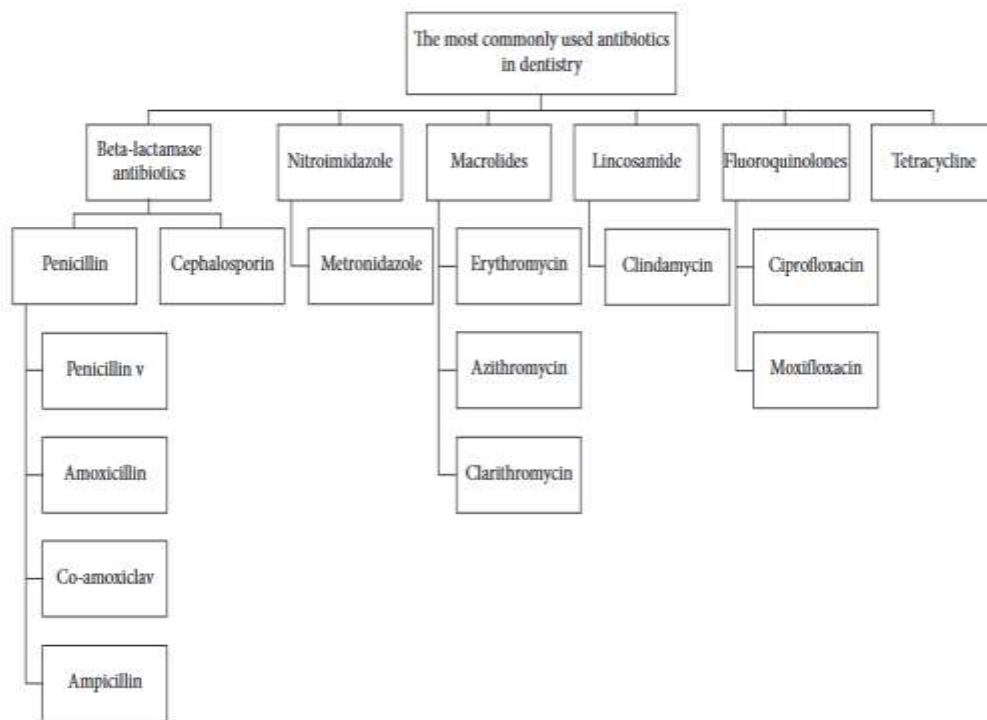 The most commonly used antibiotics
in dentistry
Beta-lactamase
antibiotics
Nitroimidazole
Macrolides
Lincosamide
Fluoroquinolones
Tetracycline
Penicillin
Cephalosporin
Metronidazole
Erythromycin
Clindamycin
Ciprofloxacin
Penicillin v
Azithromycin
Moxifloxacin
Amoxicillin
Clarithromycin
Co-amoxiclav
Ampicillin